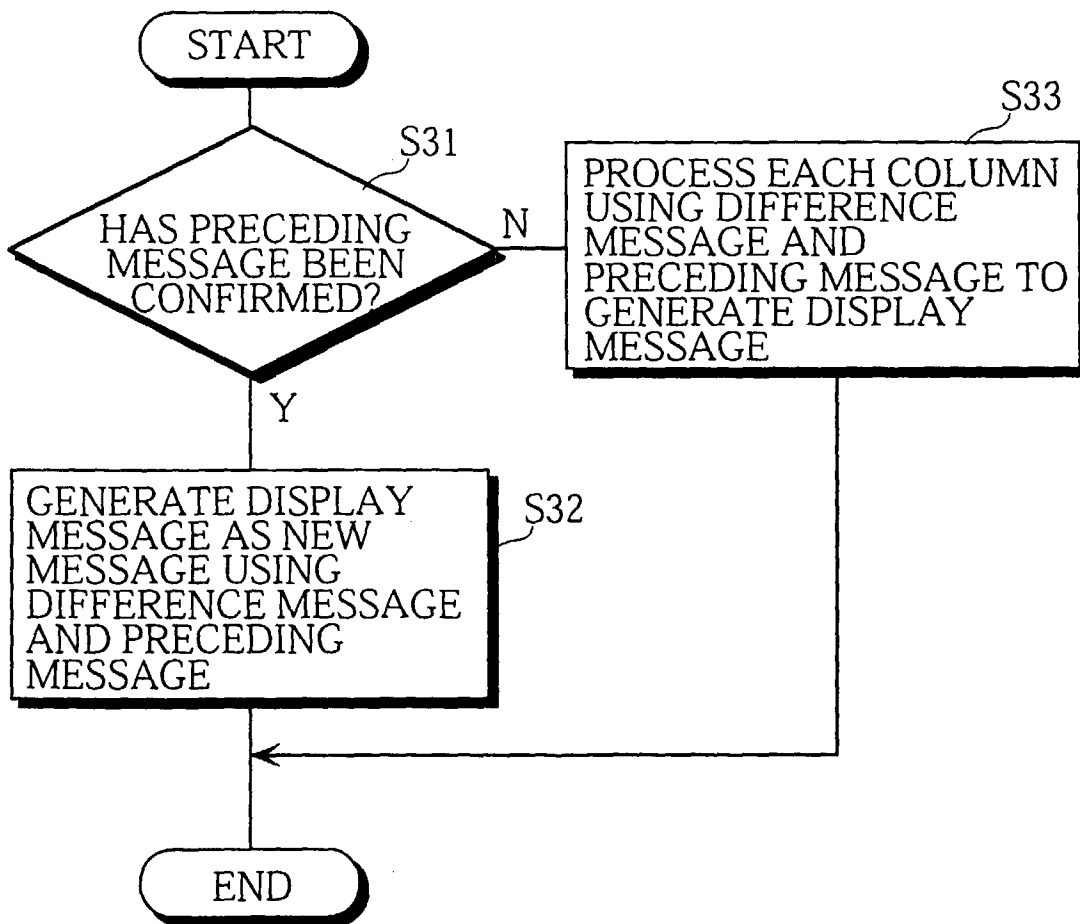 START
S31
HAS PRECEDING
MESSAGE BEEN
CONFIRMED?
N
Y
S33
PROCESS EACH COLUMN
USING DIFFERENCE
MESSAGE AND
PRECEDING MESSAGE TO
GENERATE DISPLAY
MESSAGE
S32
GENERATE DISPLAY
MESSAGE AS NEW
MESSAGE USING
DIFFERENCE MESSAGE
AND PRECEDING
MESSAGE
END